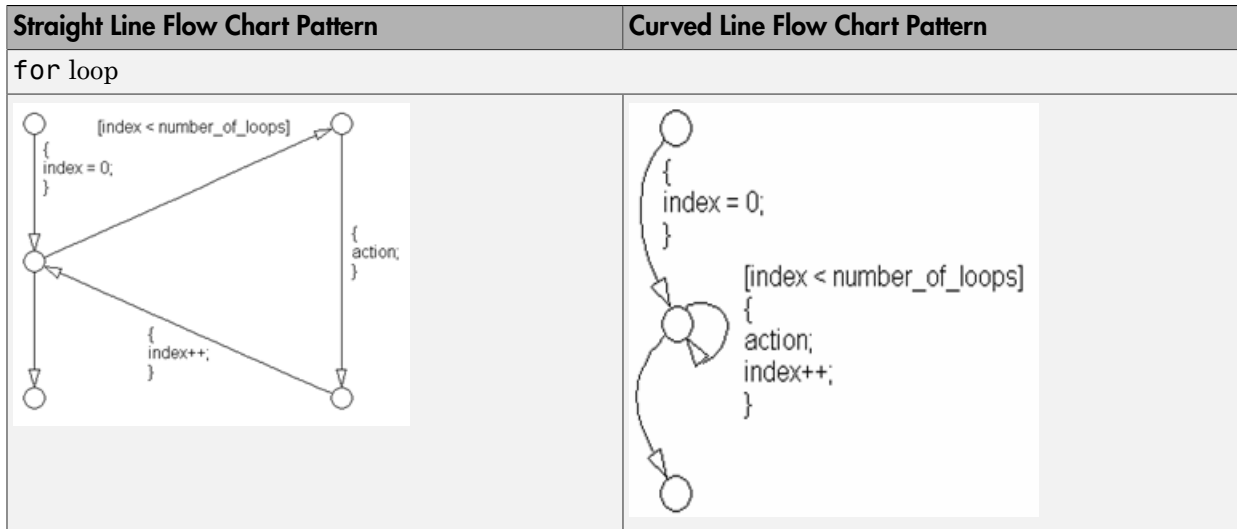 Straight Line Flow Chart Pattern
Curved Line Flow Chart Pattern
for loop
[index < number_of_loops]
{
index = 0;
}
{
action;
}
{
index++;
}
{
index = 0;
}
[index < number_of_loops]
{
action;
index++;
}